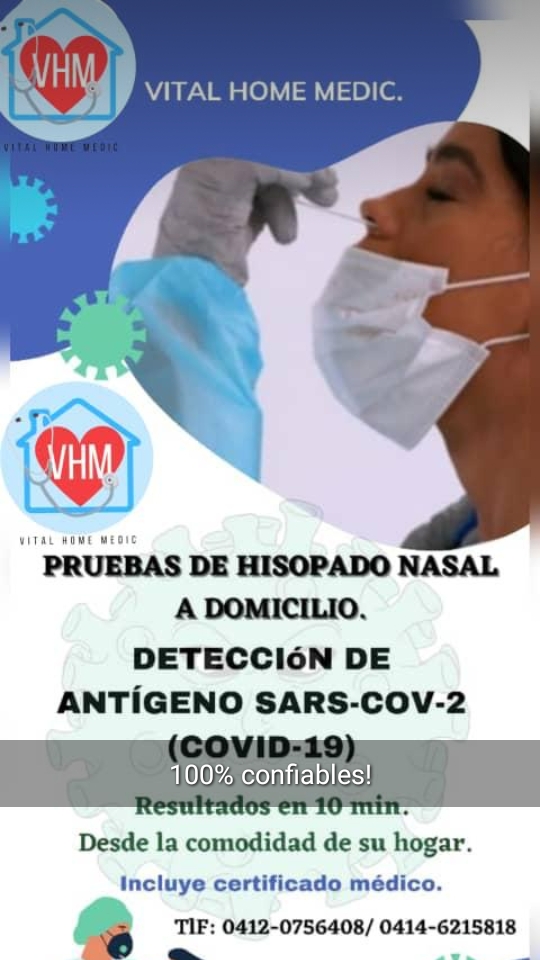 VHM
VITAL HOME MEDIC
VITAL HOME MEDIC.
VHM
VITAL HOME MEDIC
PRUEBAS DE HISOPADO NASAL
A DOMICILIO.
DETECCIóN DE
ANTÍGENO SARS-COV-2
(COVID-19)
100% confiables!
Resultados en 10 min.
Desde la comodidad de su hogar.
Incluye certificado médico.
TlF: 0412-0756408/ 0414-6215818